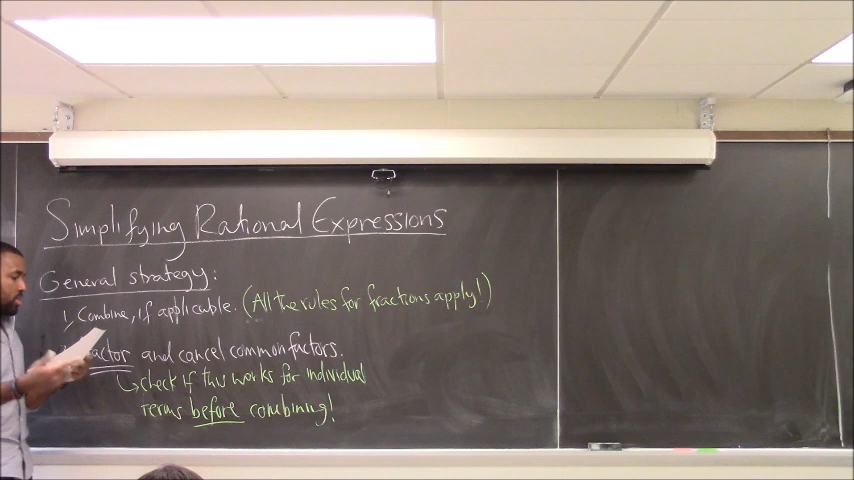 Simplifying Rational Expressions
General strategy:
1, Combine, if applicable. (All the rules for fractions apply!)
Factor and cancel common factors.
↳ check if this works for individual
terms before combining!